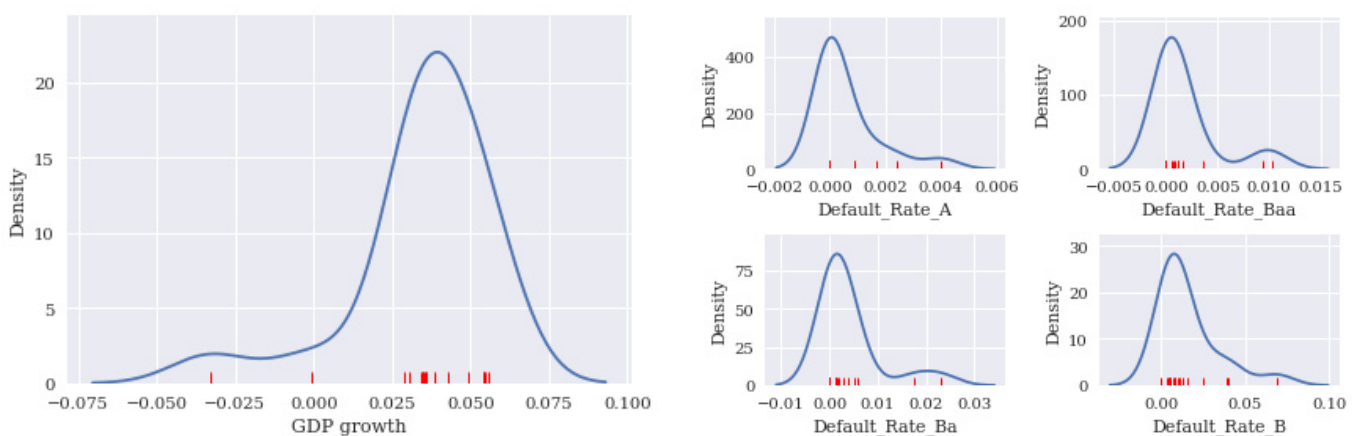 Density
20
15
10
5
0
−0.075 −0.050 −0.025 0.000 0.025 0.050 0.075 0.100
GDP growth
Density
400
200
0
−0.002 0.000 0.002 0.004 0.006
Default_Rate_A
Density
200
100
0
−0.005 0.000 0.005 0.010 0.015
Default_Rate_Baa
Density
75
50
25
0
−0.01 0.00 0.01 0.02 0.03
Default_Rate_Ba
Density
30
20
10
0
0.00 0.05 0.10
Default_Rate_B